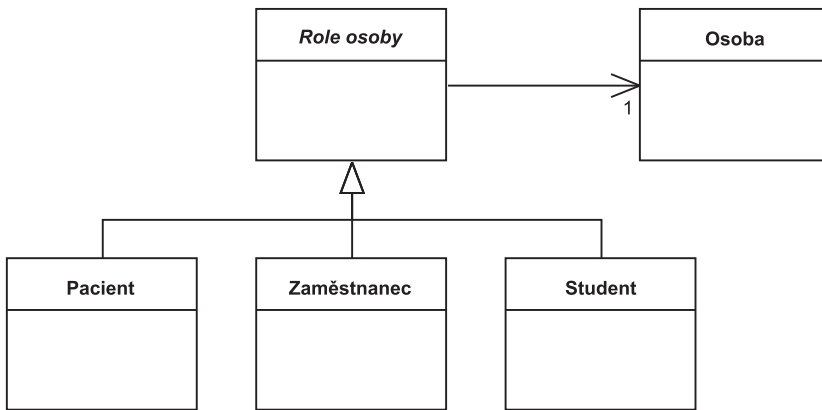 Role osoby
Osoba
1
Pacient
Zaměstnanec
Student